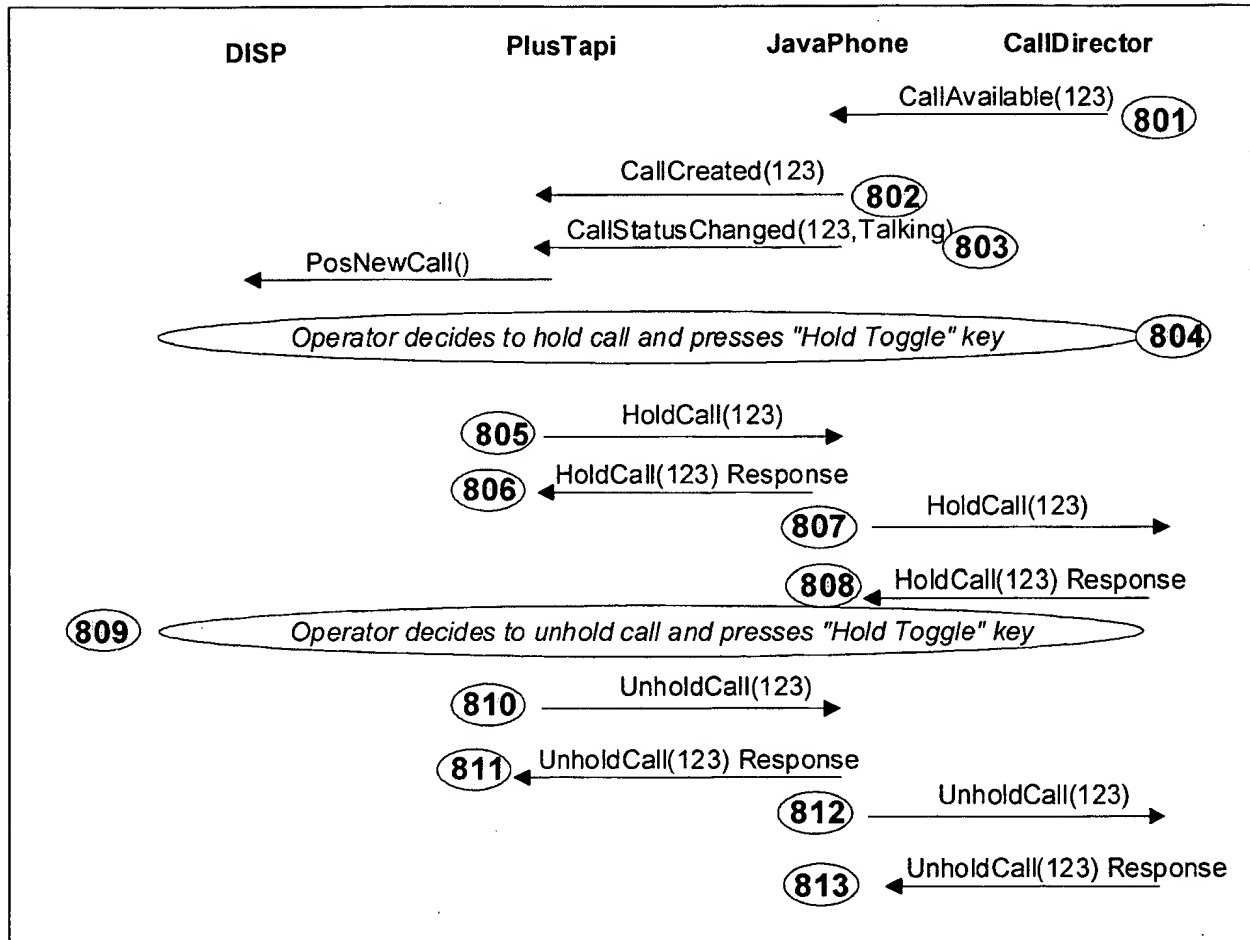 DISP PlusTapi JavaPhone CallDirector
CallAvailable(123) 801
CallCreated(123) 802
CallStatusChanged(123,Talking) 803
PosNewCall()
Operator decides to hold call and presses "Hold Toggle" key 804
805 HoldCall(123)
806 HoldCall(123) Response
807 HoldCall(123)
808 HoldCall(123) Response
809 Operator decides to unhold call and presses "Hold Toggle" key
810 UnholdCall(123)
811 UnholdCall(123) Response
812 UnholdCall(123)
813 UnholdCall(123) Response